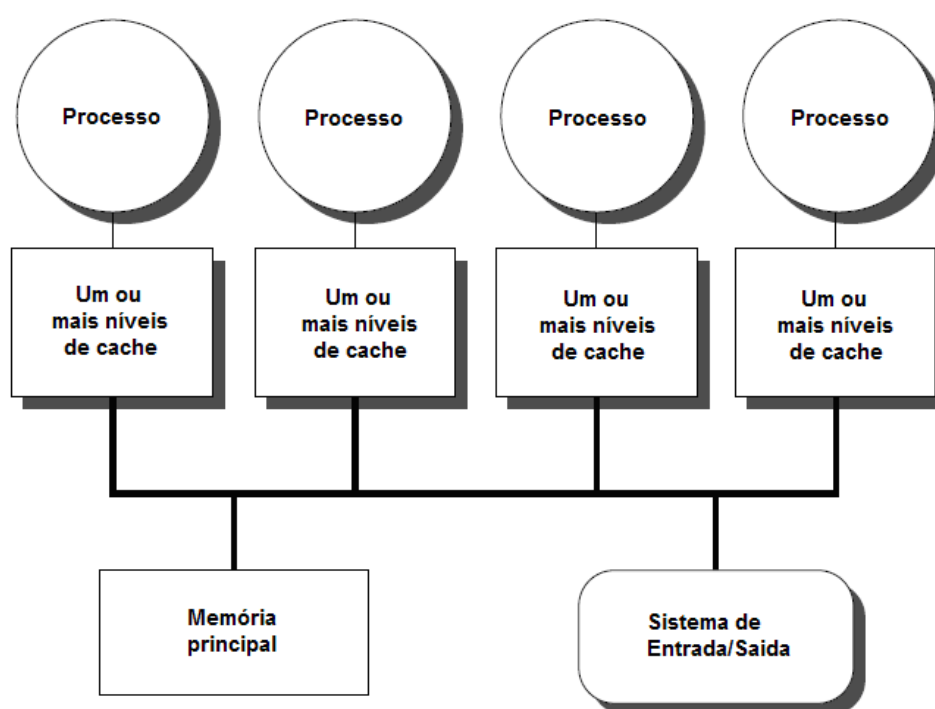 Processo
Processo
Processo
Processo
Um ou
mais níveis
de cache
Um ou
mais níveis
de cache
Um ou
mais níveis
de cache
Um ou
mais níveis
de cache
Memória
principal
Sistema de
Entrada/Saida